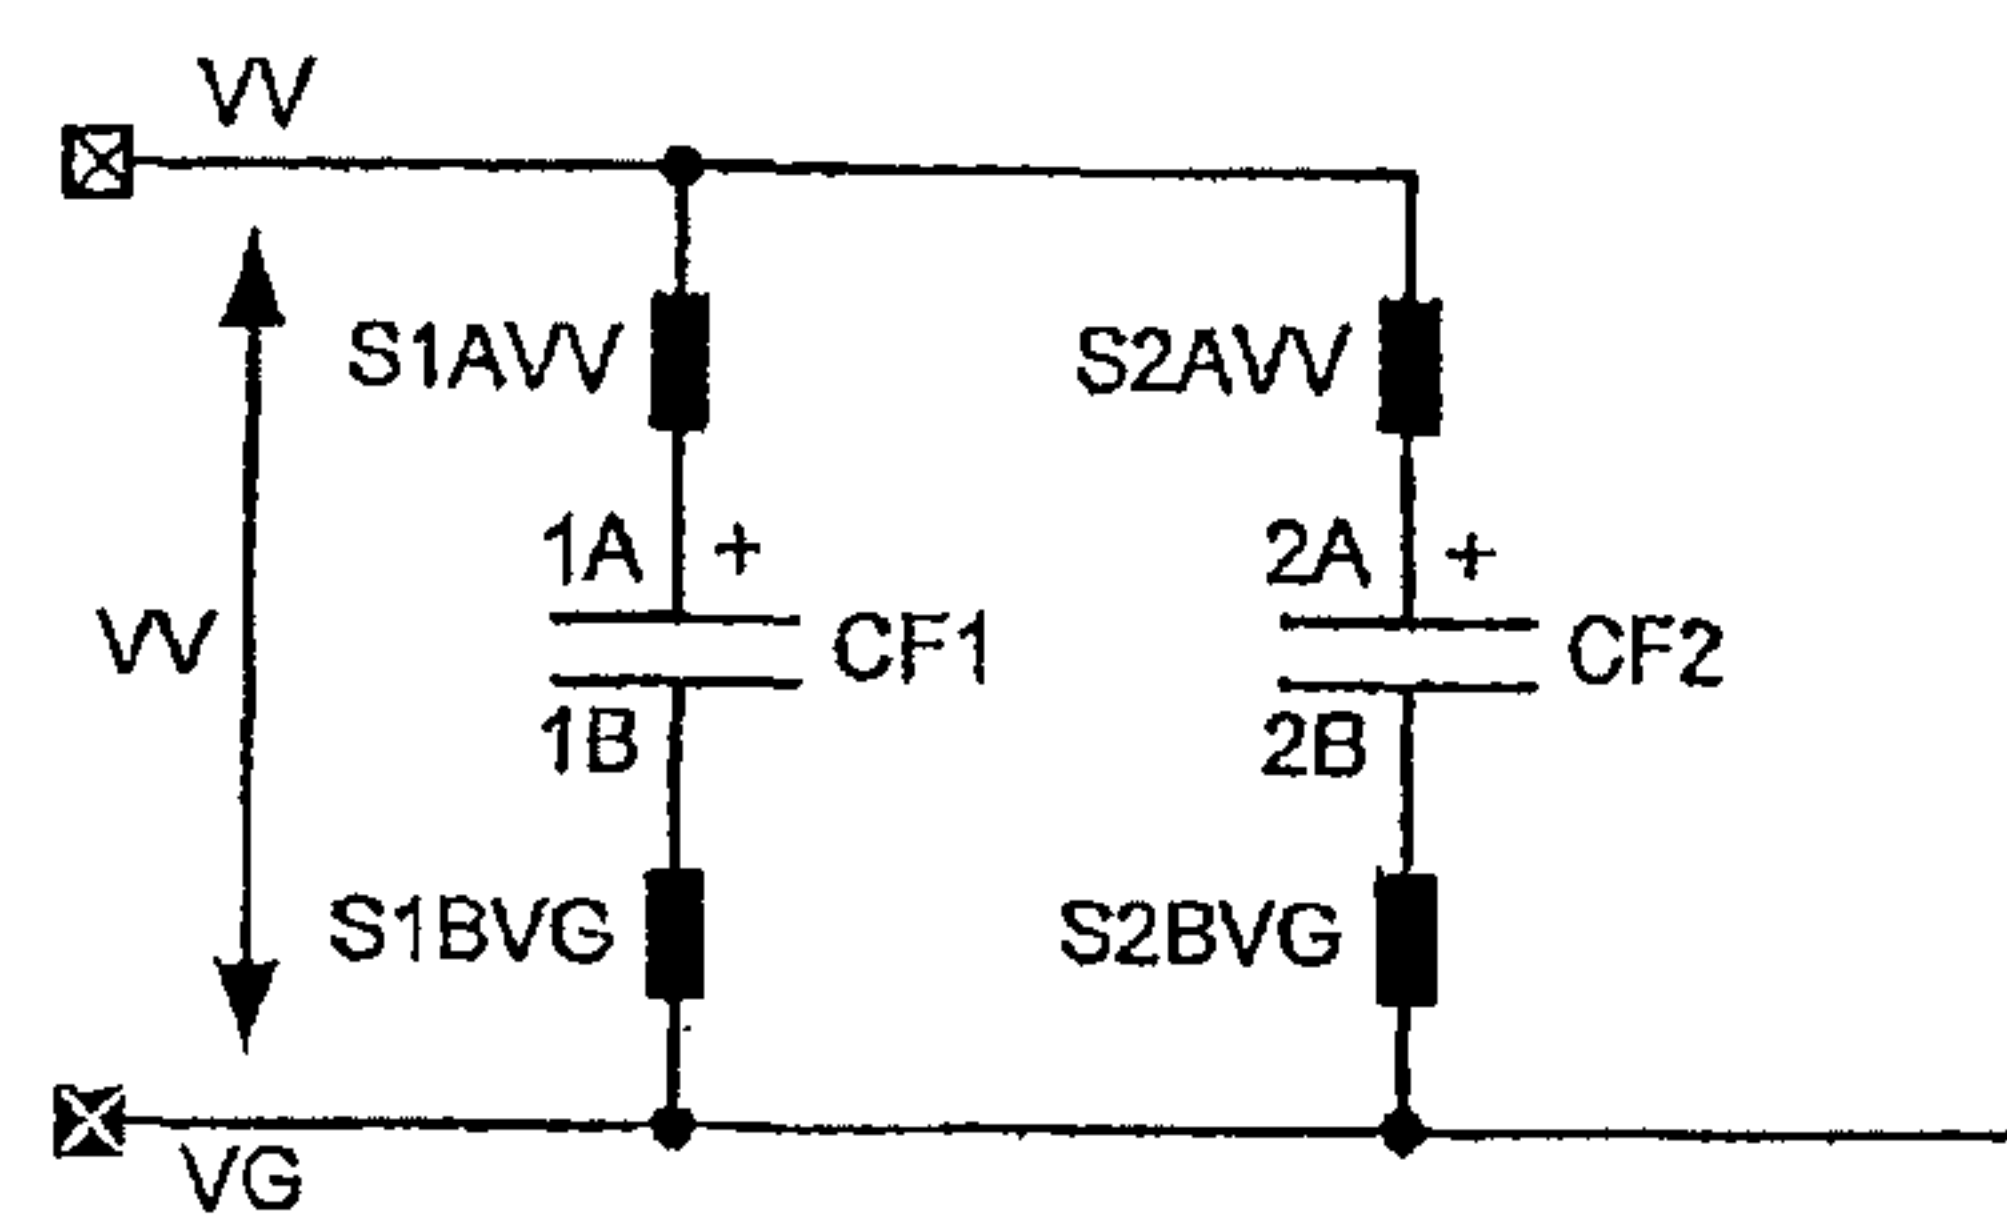 VV
S1AVV
S2AVV
1A +
2A +
VV
CF1
CF2
1B
2B
S1BVG
S2BVG
VG